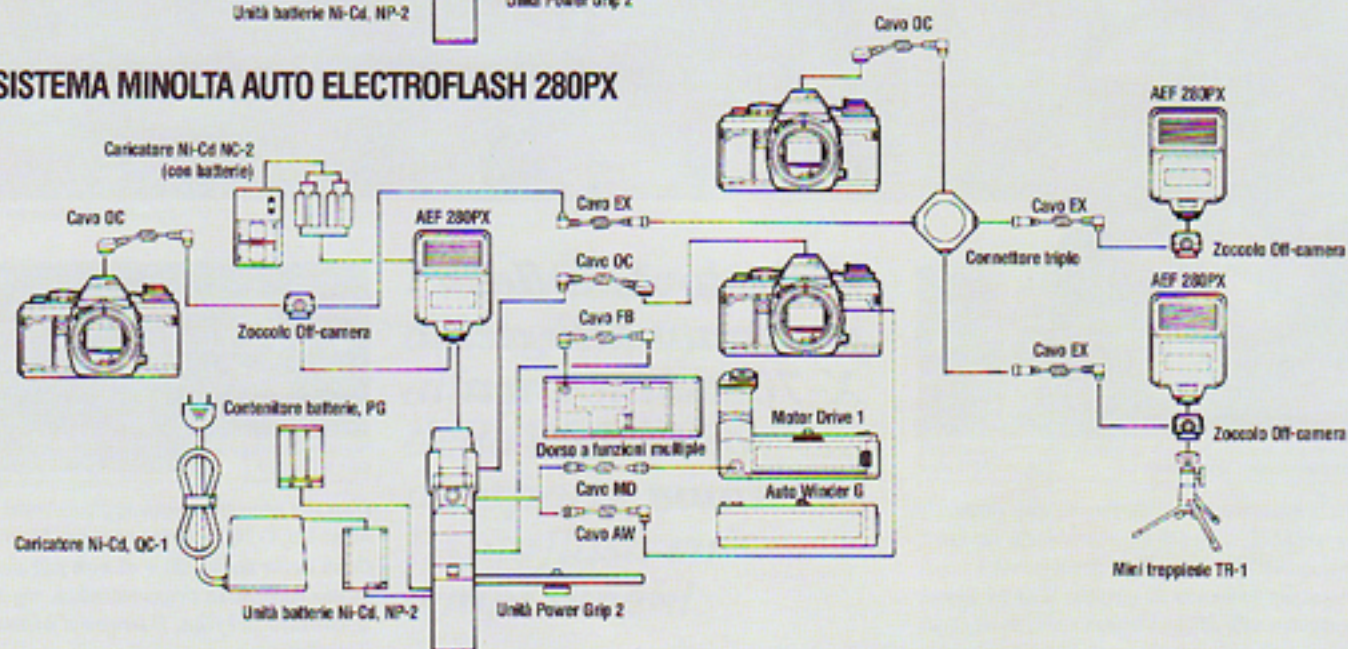 Unità batterie Ni-Cd, NP-2
Unità Power Grip 2
SISTEMA MINOLTA AUTO ELECTROFLASH 280PX
Cavo OC
AEF 280PX
Caricatore Ni-Cd NC-2
(con batterie)
Cavo OC
AEF 280PX
Cavo EX
Cavo EX
Connettore triplo
Zoccolo Off-camera
Cavo OC
AEF 280PX
Zoccolo Off-camera
Cavo FB
Cavo EX
Contenitore batterie, PG
Motor Drive 1
Zoccolo Off-camera
Dorso a funzioni multiple
Cavo MD
Auto Winder G
Cavo AW
Caricatore Ni-Cd, QC-1
Mini treppiede TR-1
Unità batterie Ni-Cd, NP-2
Unità Power Grip 2